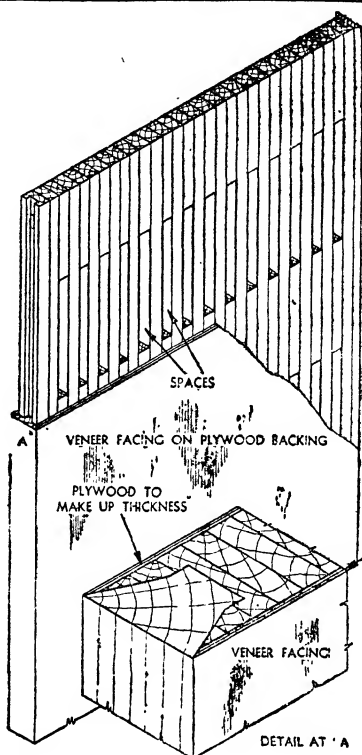 SPACES
A
VENEER FACING ON PLYWOOD BACKING
PLYWOOD TO
MAKE UP THICKNESS
VENEER FACING
DETAIL AT 'A